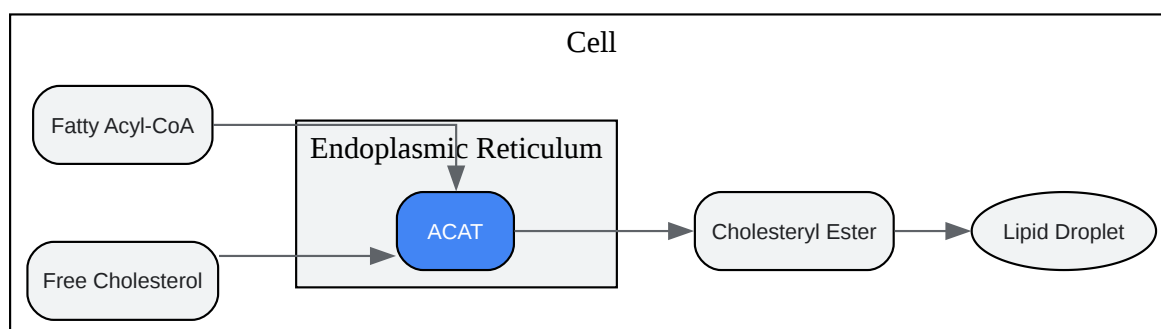 Cell
Fatty Acyl-CoA
Endoplasmic Reticulum
ACAT
Cholesteryl Ester
Lipid Droplet
Free Cholesterol